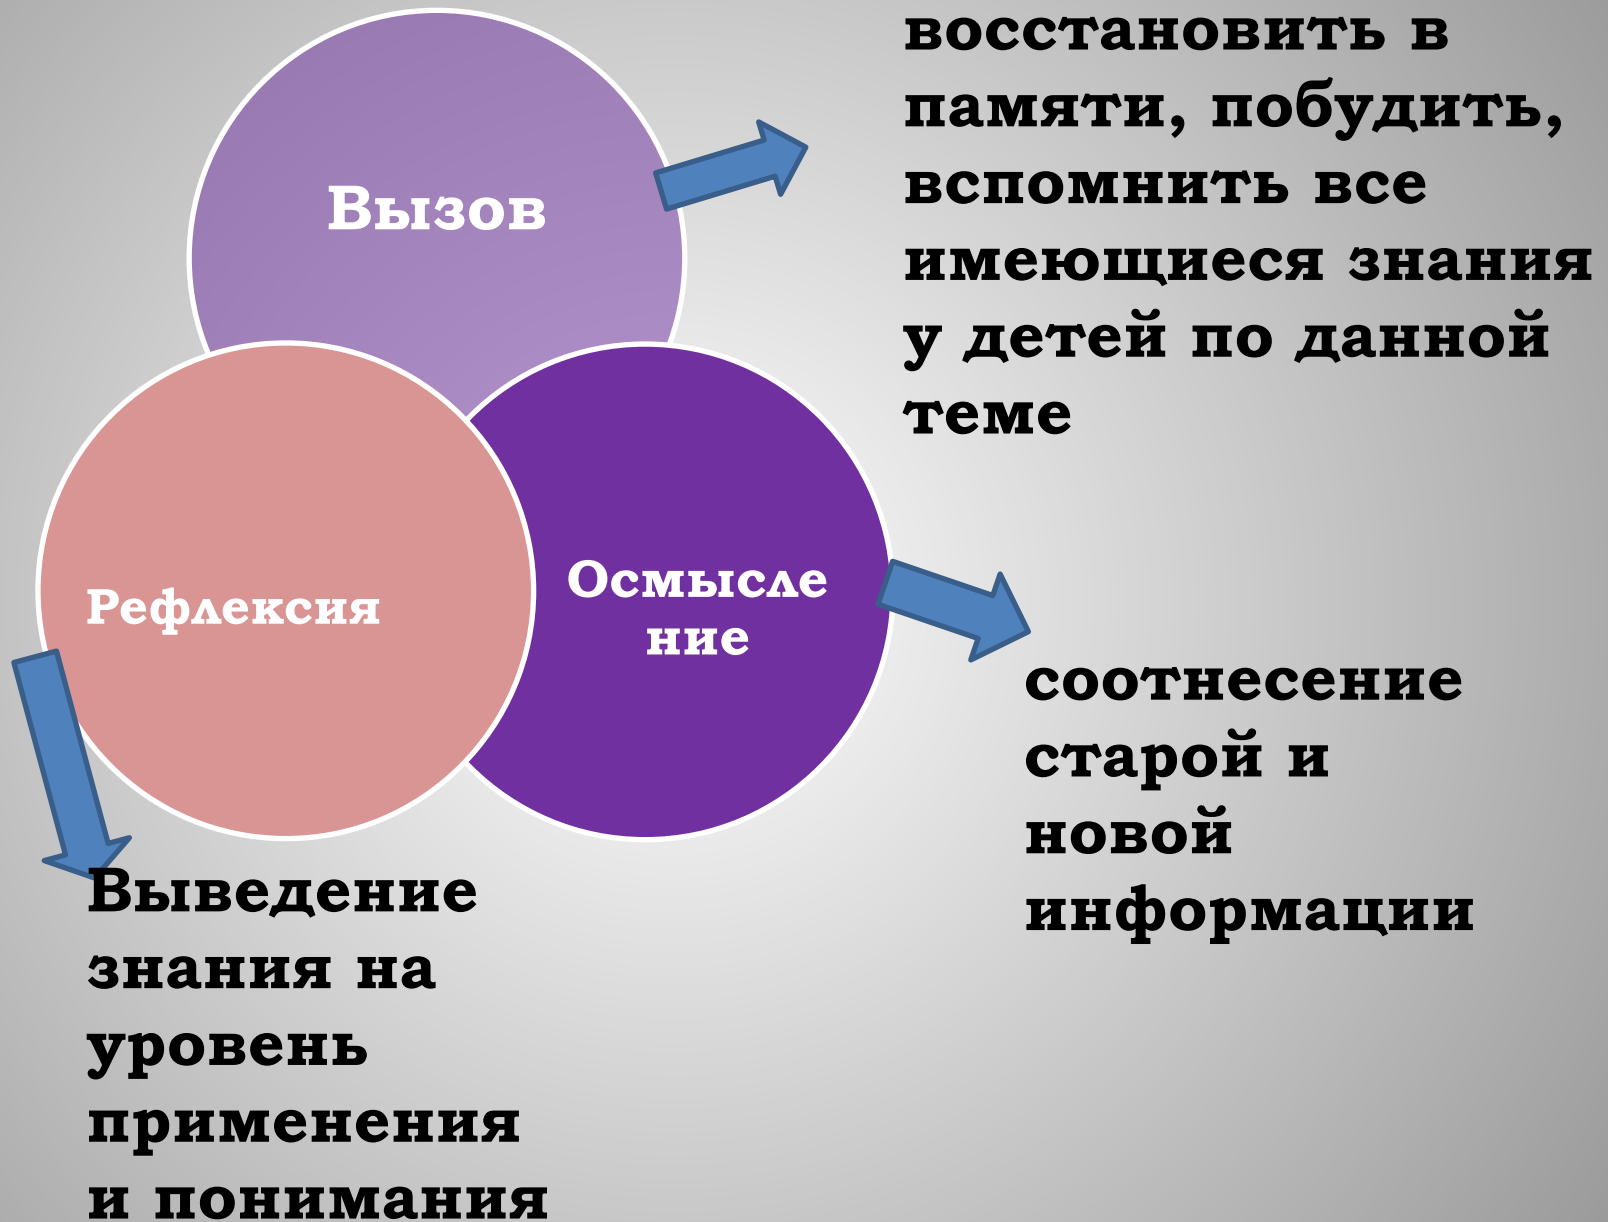 Вызов
восстановить в
памяти, побудить,
вспомнить все
имеющиеся знания
у детей по данной
теме
Рефлексия
Осмысле
ние
соотнесение
старой и
новой
информации
Выведение
знания на
уровень
применения
и понимания